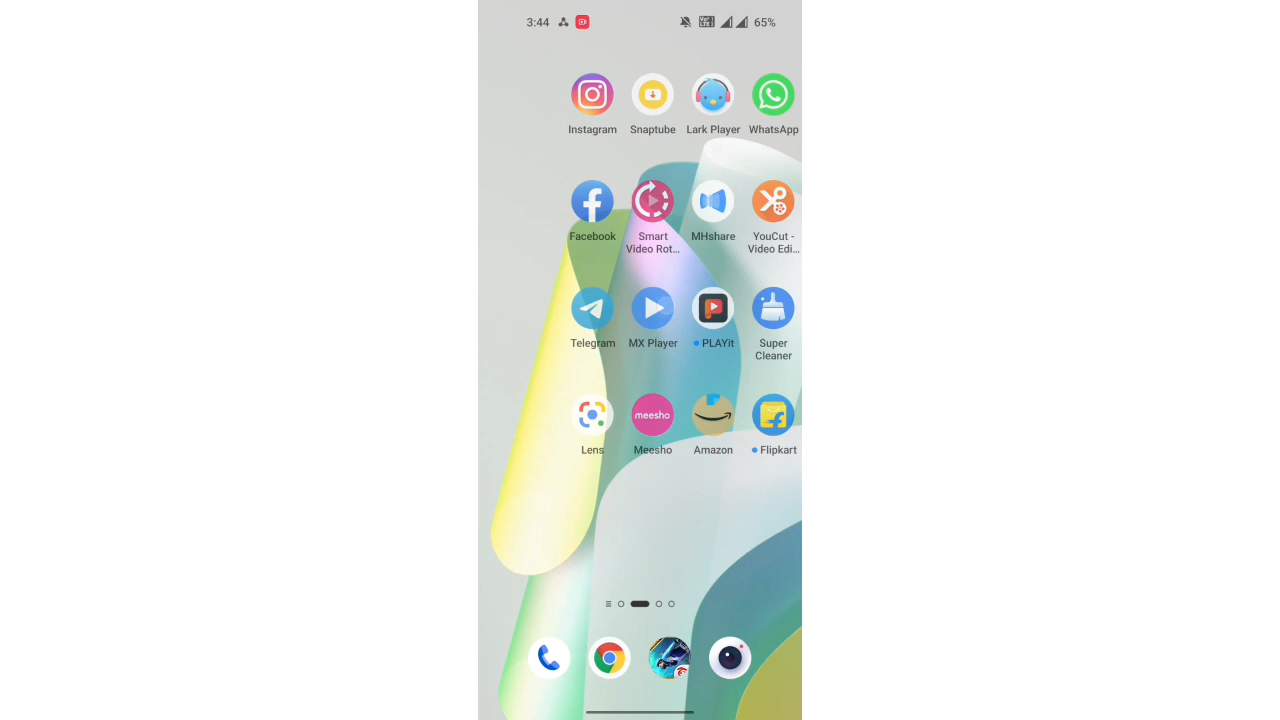 3:44 65%
Instagram Snaptube Lark Player WhatsApp
Facebook Smart MHshare YouCut -
Video Rot... Video Edi...
Telegram MX Player PLAYit Super
Cleaner
meesho
Lens Meesho Amazon Flipkart